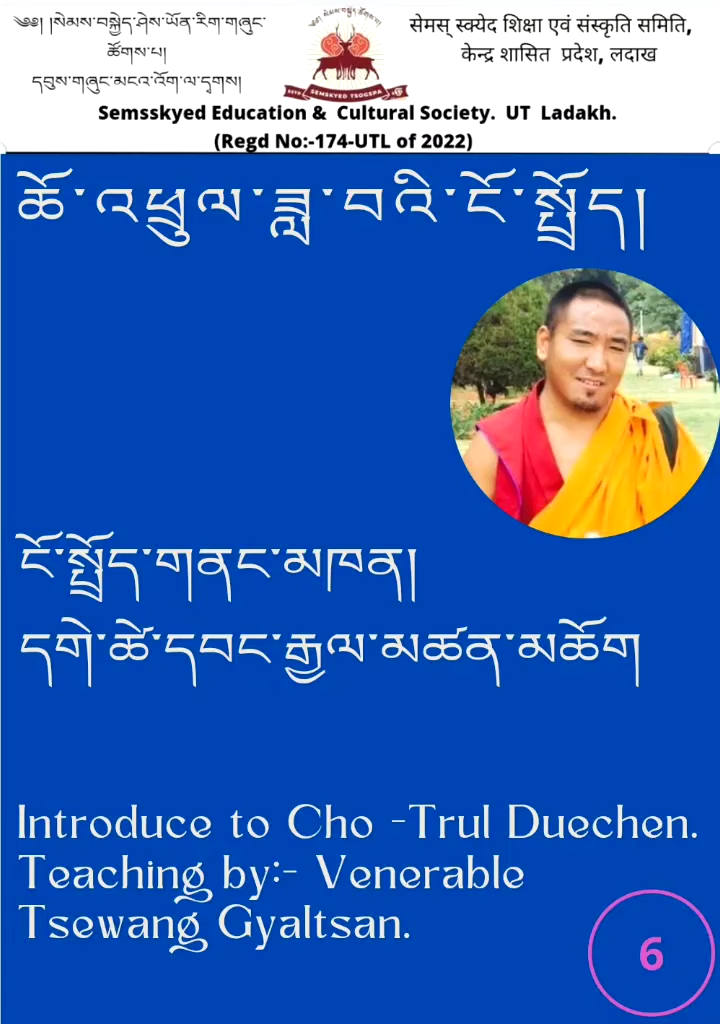 ༄༅། །སེམས་བསྐྱེད་ཤེས་ཡོན་རིག་གཞུང་
ཚོགས་པ།
དབུས་གཞུང་མངའ་འོག་ལ་དྭགས།
SEMSKYED TSOGSPA
सेमस् स्क्येद शिक्षा एवं संस्कृति समिति,
केन्द्र शासित प्रदेश, लदाख
Semsskyed Education & Cultural Society. UT Ladakh.
(Regd No:-174-UTL of 2022)
ཆོ་འཕྲུལ་ཟླ་བའི་ངོ་སྤྲོད།
ངོ་སྤྲོད་གནང་མཁན།
དགེ་ཚེ་དབང་རྒྱལ་མཚན་མཆོག
Introduce to Cho -Trul Duechen.
Teaching by:- Venerable
Tsewang Gyaltsan.
6